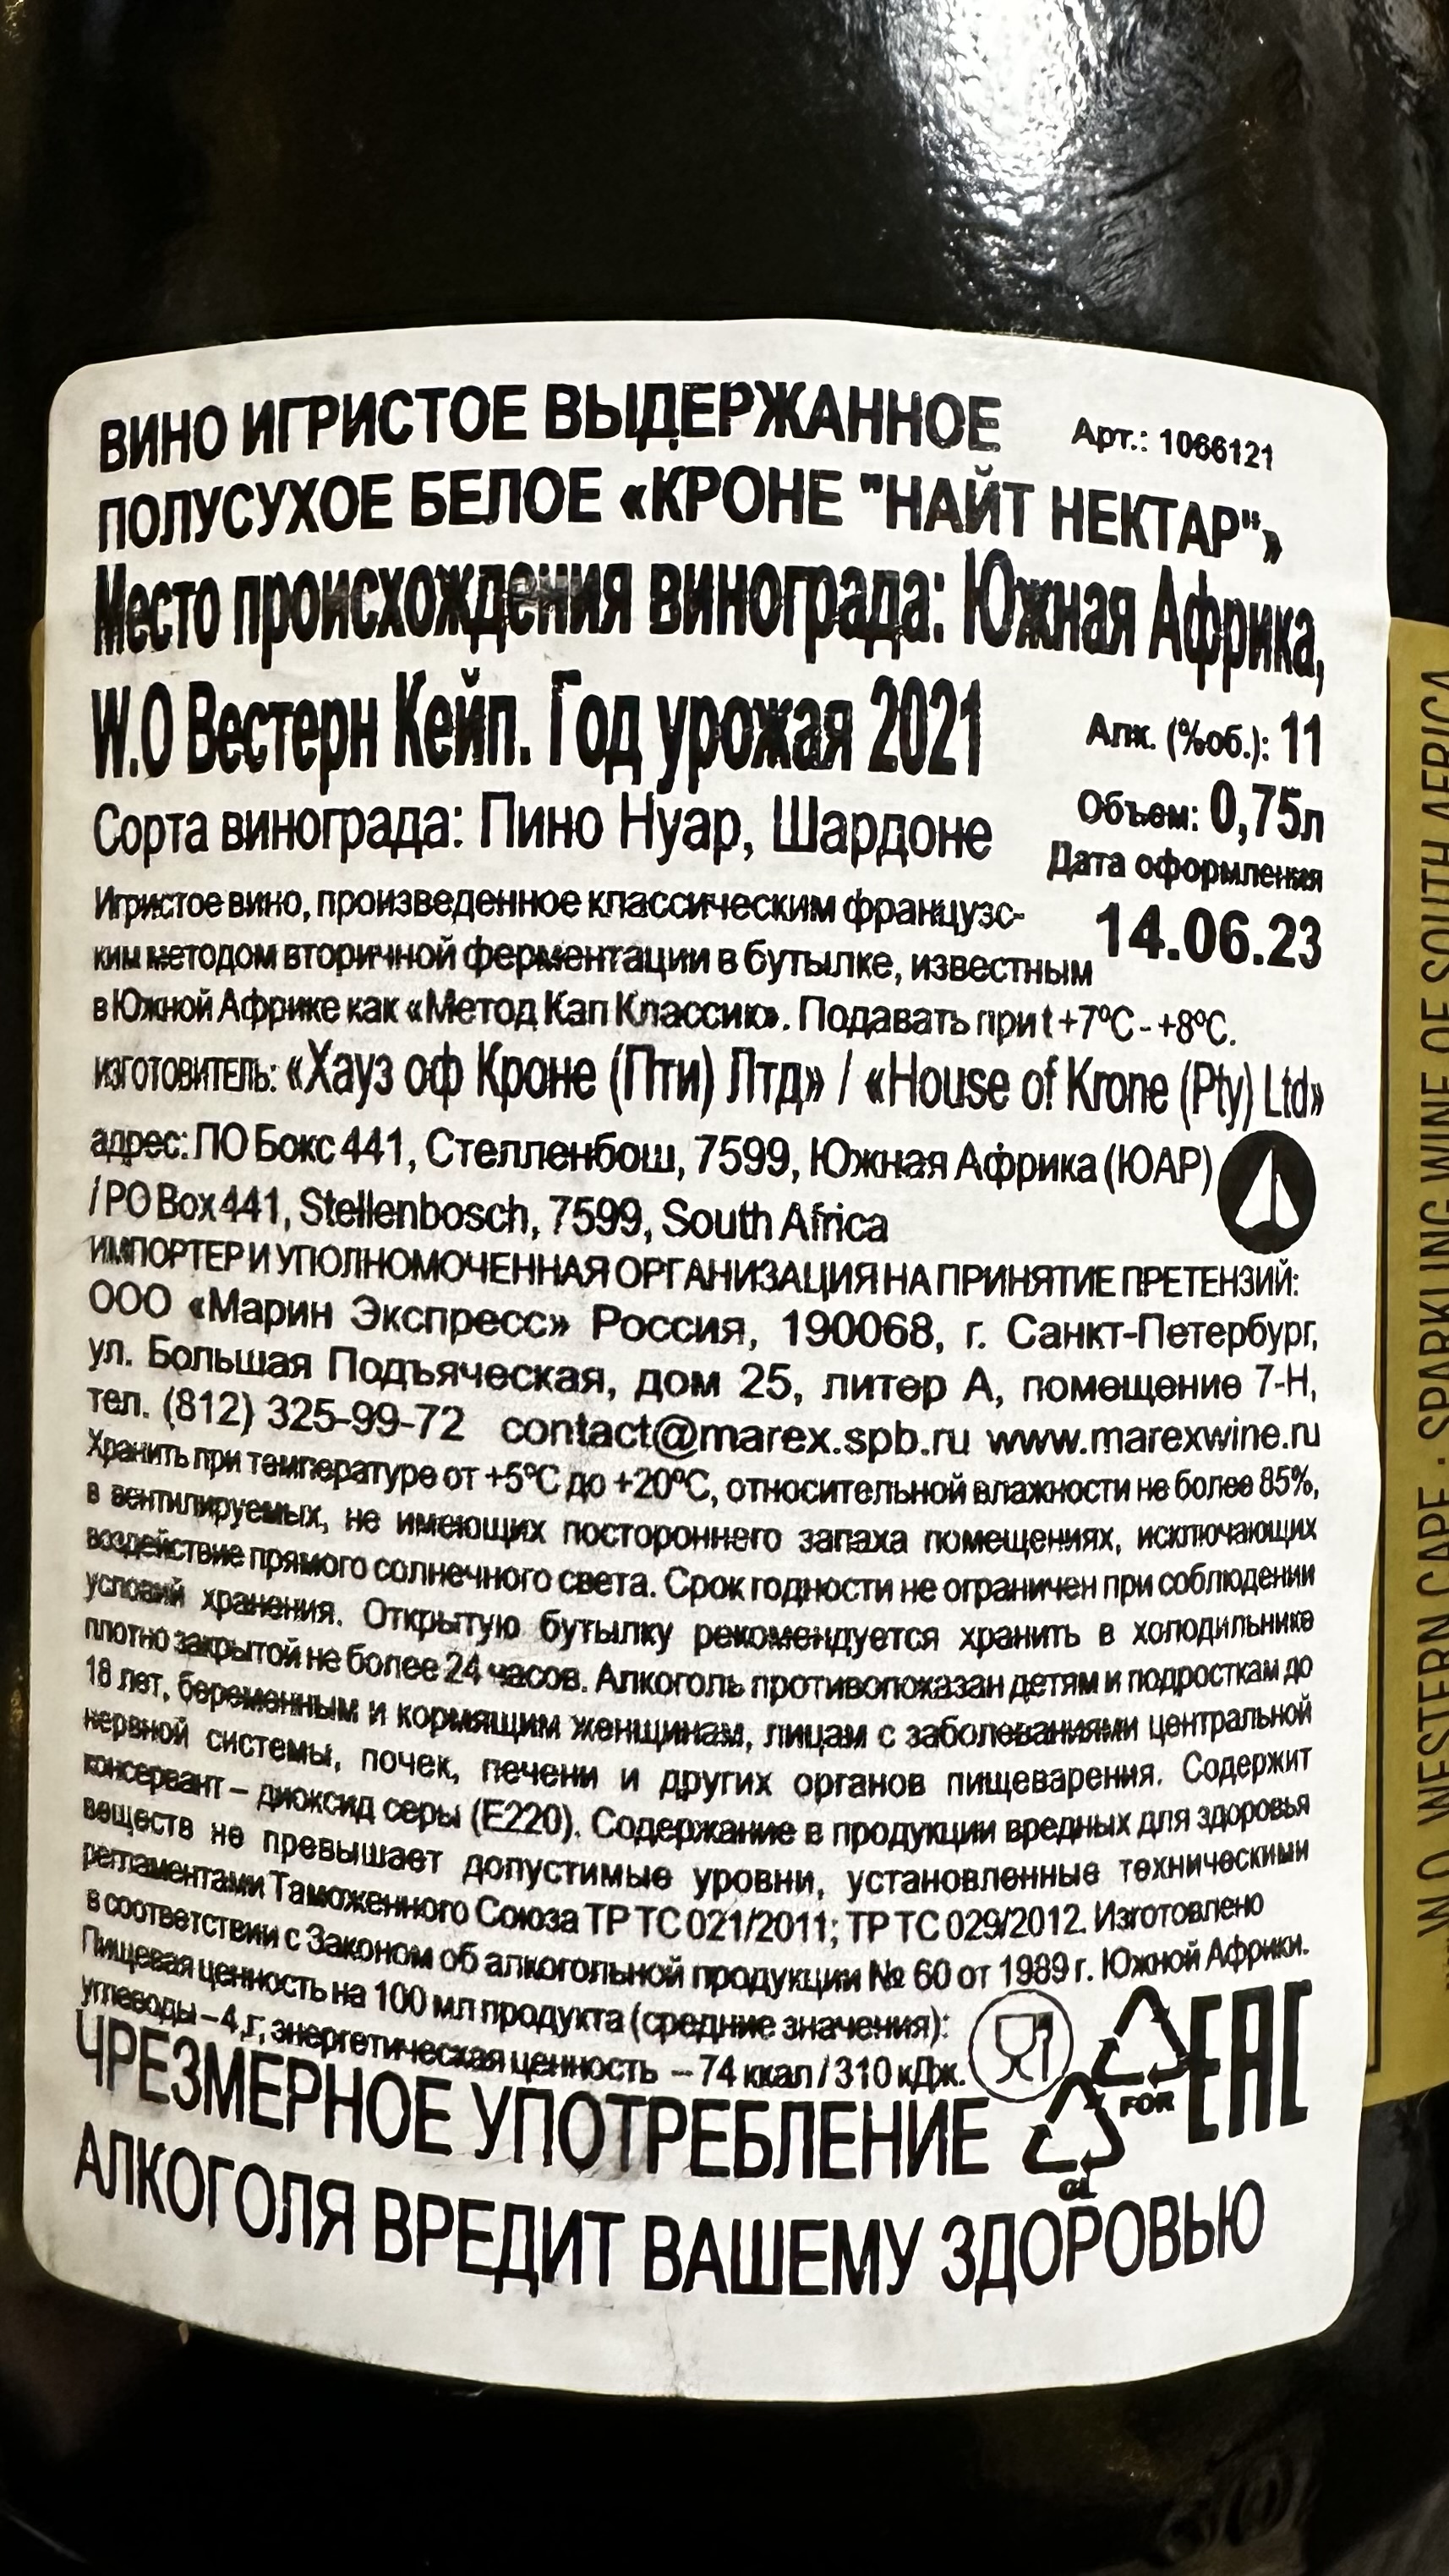 ВИНО ИГРИСТОЕ ВЫДЕРЖАННОЕ
Арт.: 1066121
ПОЛУСУХОЕ БЕЛОЕ «КРОНЕ "НАЙТ НЕКТАР"»
Место происхождения винограда: Южная Африка,
W.O Вестерн Кейп. Год урожая 2021
Алк. (%об.): 11
Объем: 0,75л
Сорта винограда: Пино Нуар, Шардоне
Дата оформления
14.06.23
Игристое вино, произведенное классическим французс-
ким методом вторичной ферментации в бутылке, известным
в Южной Африке как «Метод Кап Классик». Подавать при t +7ºC - +8ºC.
ИЗГОТОВИТЕЛЬ: «Хауз оф Кроне (Пти) Лтд» / «House of Krone (Pty) Ltd»
адрес: ПО Бокс 441, Стелленбош, 7599, Южная Африка (ЮАР)
/ PO Box 441, Stellenbosch, 7599, South Africa
ИМПОРТЕР И УПОЛНОМОЧЕННАЯ ОРГАНИЗАЦИЯ НА ПРИНЯТИЕ ПРЕТЕНЗИЙ:
ООО «Марин Экспресс» Россия, 190068, г. Санкт-Петербург,
ул. Большая Подъяческая, дом 25, литер А, помещение 7-Н,
тел. (812) 325-99-72 contact@marex.spb.ru www.marexwine.ru
Хранить при температуре от +5ºC до +20ºC, относительной влажности не более 85%,
в вентилируемых, не имеющих постороннего запаха помещениях, исключающих
воздействие прямого солнечного света. Срок годности не ограничен при соблюдении
условий хранения. Открытую бутылку рекомендуется хранить в холодильнике
плотно закрытой не более 24 часов. Алкоголь противопоказан детям и подросткам до
18 лет, беременным и кормящим женщинам, лицам с заболеваниями центральной
нервной системы, почек, печени и других органов пищеварения. Содержит
консервант – диоксид серы (Е220). Содержание в продукции вредных для здоровья
веществ не превышает допустимые уровни, установленные техническими
регламентами Таможенного Союза ТР ТС 021/2011; ТР ТС 029/2012. Изготовлено
в соответствии с Законом об алкогольной продукции № 60 от 1989 г. Южной Африки.
Пищевая ценность на 100 мл продукта (средние значения):
углеводы – 4 г, энергетическая ценность – 74 ккал / 310 кДж.
FOR
EAC
GL
ЧРЕЗМЕРНОЕ УПОТРЕБЛЕНИЕ
АЛКОГОЛЯ ВРЕДИТ ВАШЕМУ ЗДОРОВЬЮ
W.O. WESTERN CAPE · SPARKLING WINE OF SOUTH AFRICA